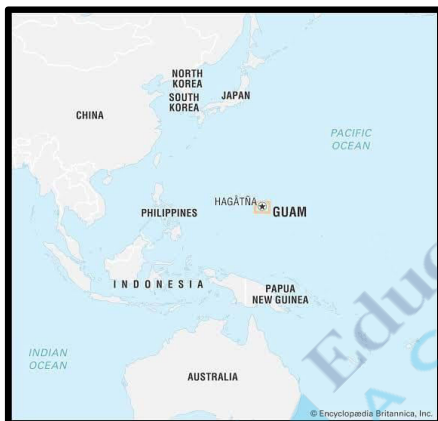 NORTH
KOREA
SOUTH
KOREA
JAPAN
CHINA
PACIFIC
OCEAN
HAGÅTÑA
GUAM
PHILIPPINES
INDONESIA
PAPUA
NEW GUINEA
INDIAN
OCEAN
AUSTRALIA
Educ
© Encyclopædia Britannica, Inc.